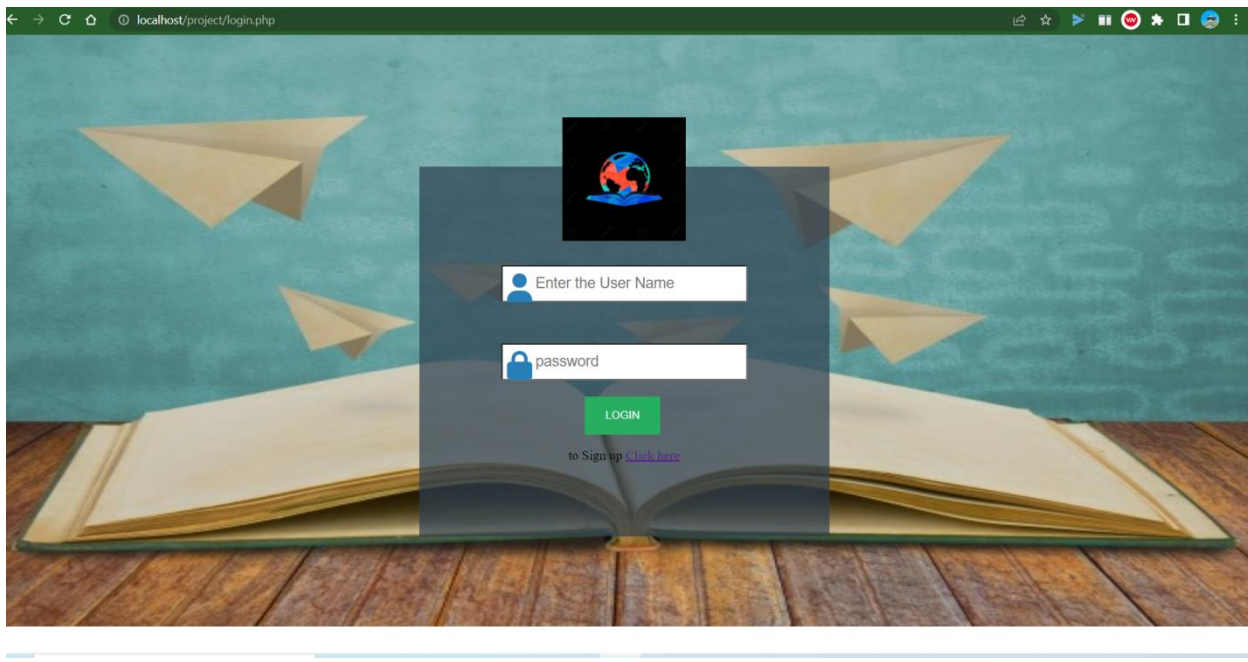 localhost/project/login.php
Enter the User Name
password
LOGIN
to Sign up Click here